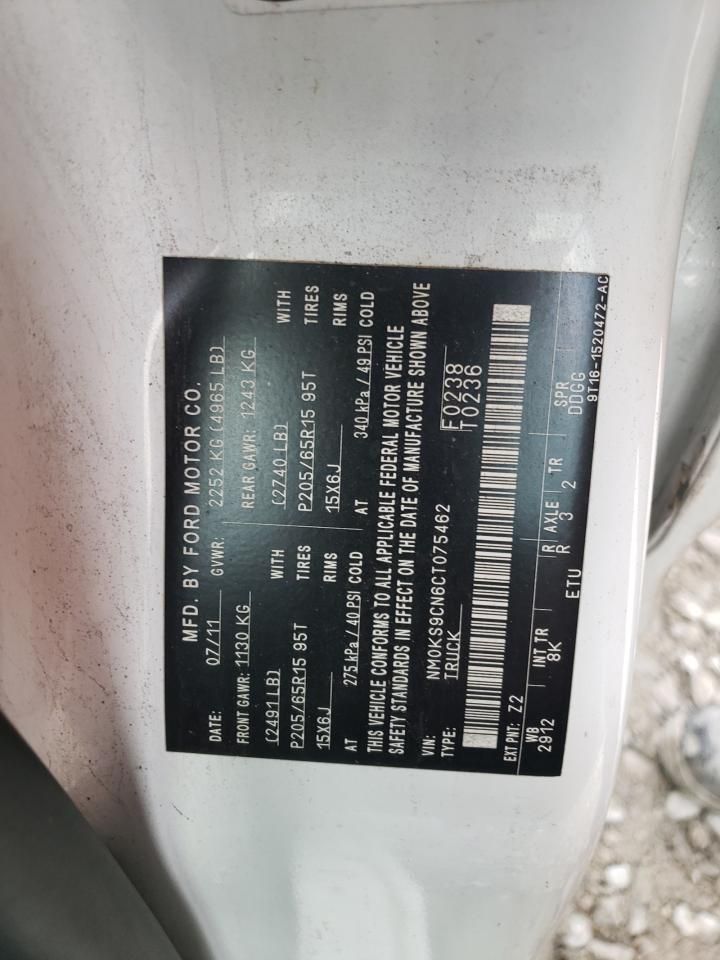 MFD. BY FORD MOTOR CO.
DATE: 07/11 GVWR: 2252 KG (4965 LB)
FRONT GAWR: 1130 KG REAR GAWR: 1243 KG
(2491LB) WITH (2740LB) WITH
P205/65R15 95T TIRES P205/65R15 95T TIRES
15X6J RIMS 15X6J RIMS
AT 275 kPa / 40 PSI COLD AT 340 kPa / 49 PSI COLD
THIS VEHICLE CONFORMS TO ALL APPLICABLE FEDERAL MOTOR VEHICLE
SAFETY STANDARDS IN EFFECT ON THE DATE OF MANUFACTURE SHOWN ABOVE
VIN: NM0KS9CN6CT075462 F0238
TYPE: TRUCK T0236
EXT PNT: Z2
WB INT TR R AXLE TR SPR
2912 8K R 3 2 DDGG
ETU 9T16-1520472-AC